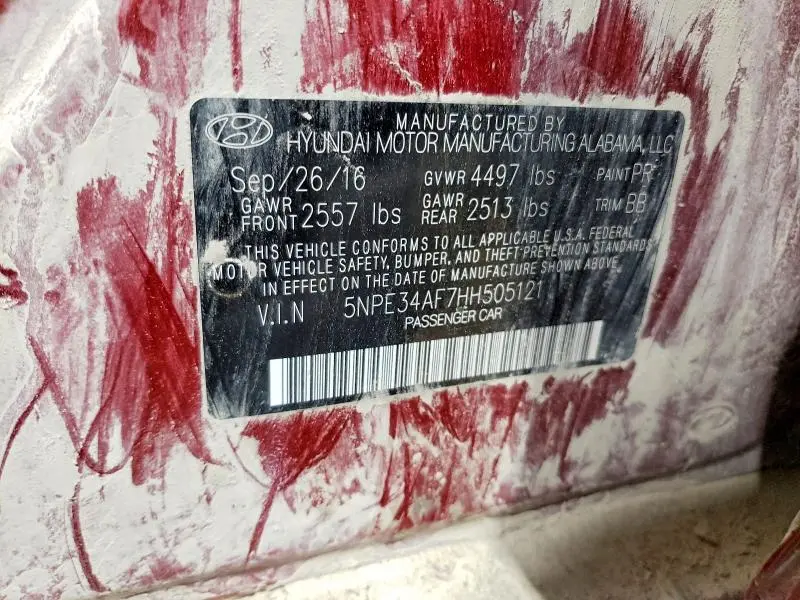 MANUFACTURED BY
HYUNDAI MOTOR MANUFACTURING ALABAMA, LLC
Sep/26/16 GVWR 4497 lbs PAINT PR
GAWR FRONT 2557 lbs GAWR REAR 2513 lbs TRIM BB
THIS VEHICLE CONFORMS TO ALL APPLICABLE U.S.A. FEDERAL
MOTOR VEHICLE SAFETY, BUMPER, AND THEFT PREVENTION STANDARDS
IN EFFECT ON THE DATE OF MANUFACTURE SHOWN ABOVE.
V.I.N 5NPE34AF7HH505121
PASSENGER CAR